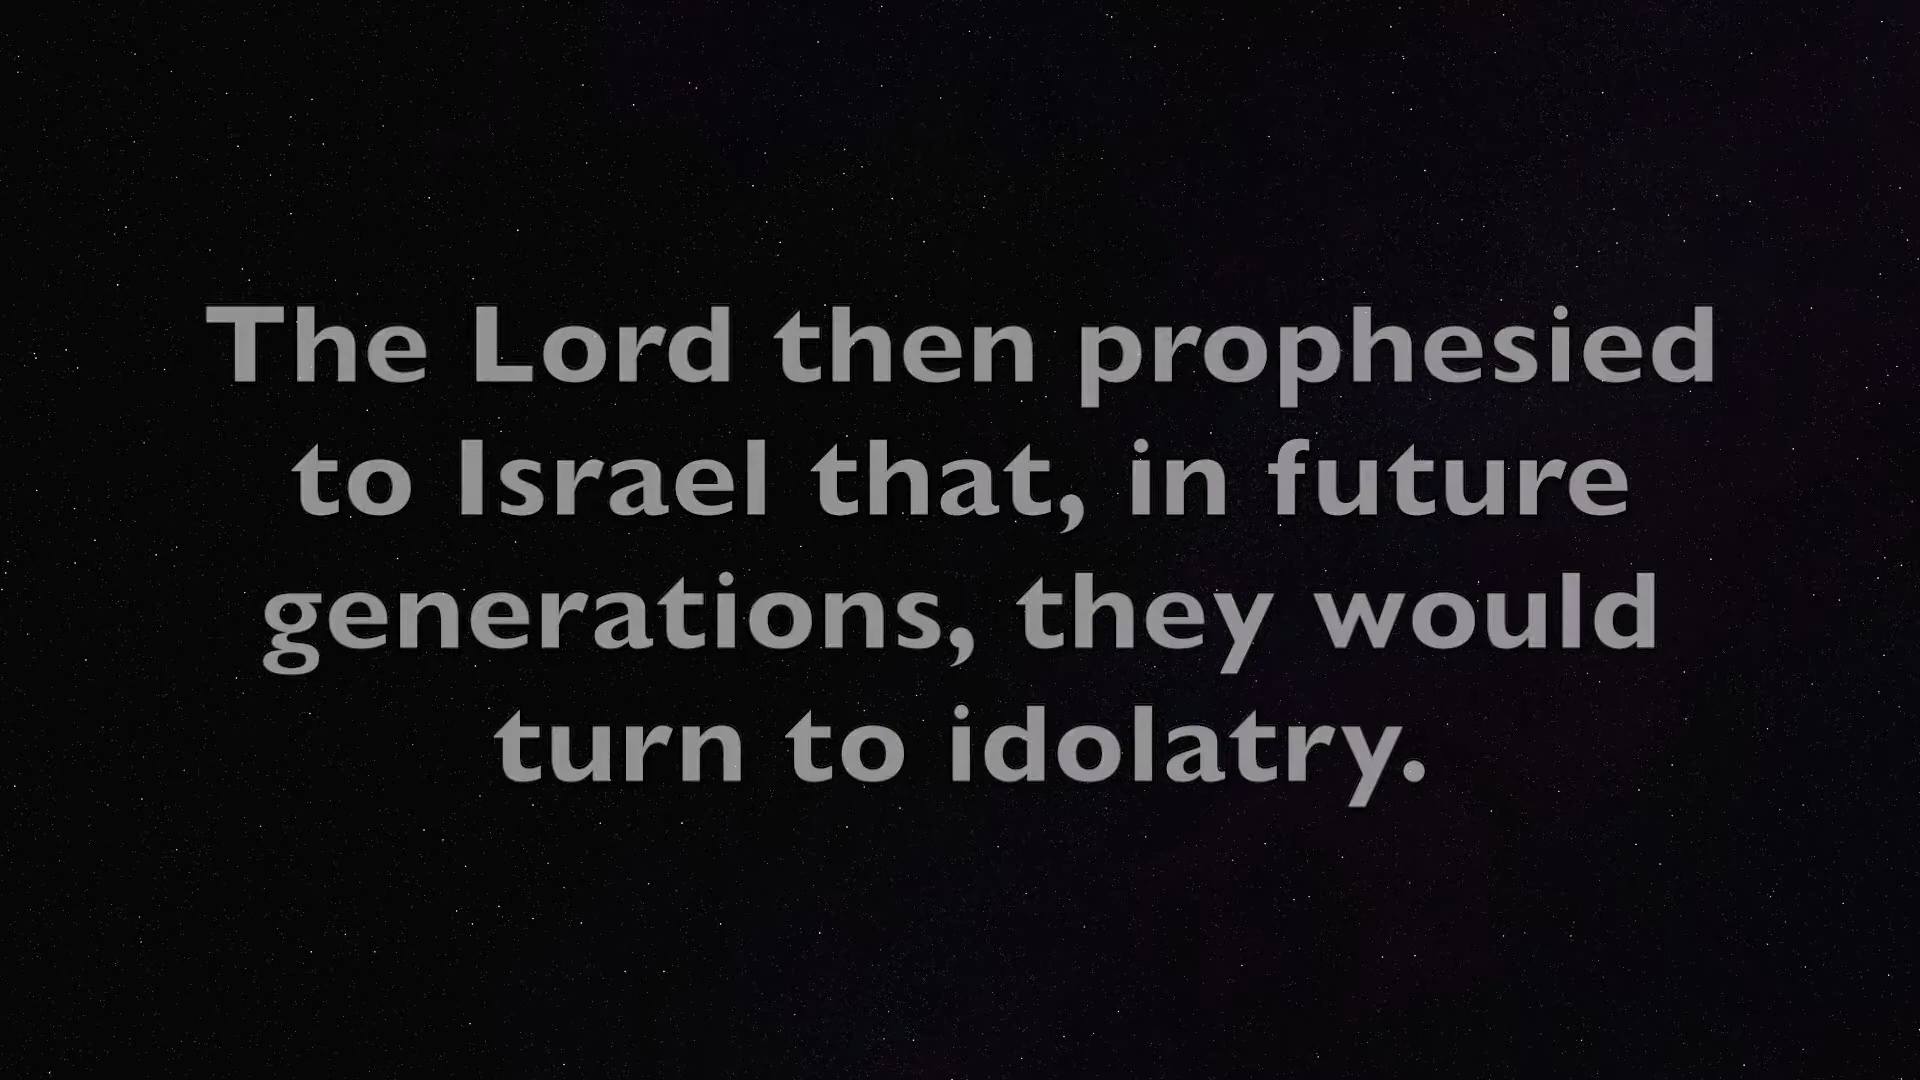 The Lord then prophesied
to Israel that, in future
generations, they would
turn to idolatry.